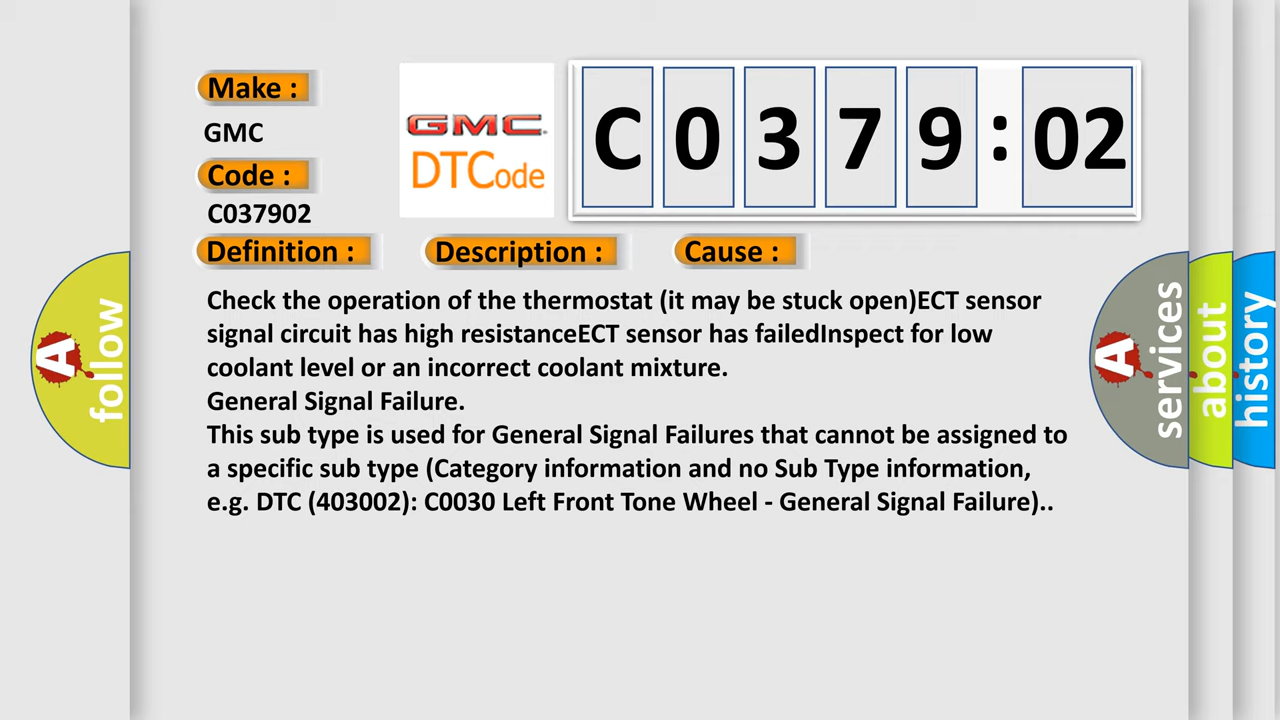 Make :
GMC
Code :
C037902
GMC
DTCode
C0379:02
Definition :
Description :
Cause :
Check the operation of the thermostat (it may be stuck open)ECT sensor
signal circuit has high resistanceECT sensor has failedInspect for low
coolant level or an incorrect coolant mixture.
General Signal Failure.
This sub type is used for General Signal Failures that cannot be assigned to
a specific sub type (Category information and no Sub Type information,
e.g. DTC (403002): C0030 Left Front Tone Wheel - General Signal Failure)..
A follow
A services
about
history